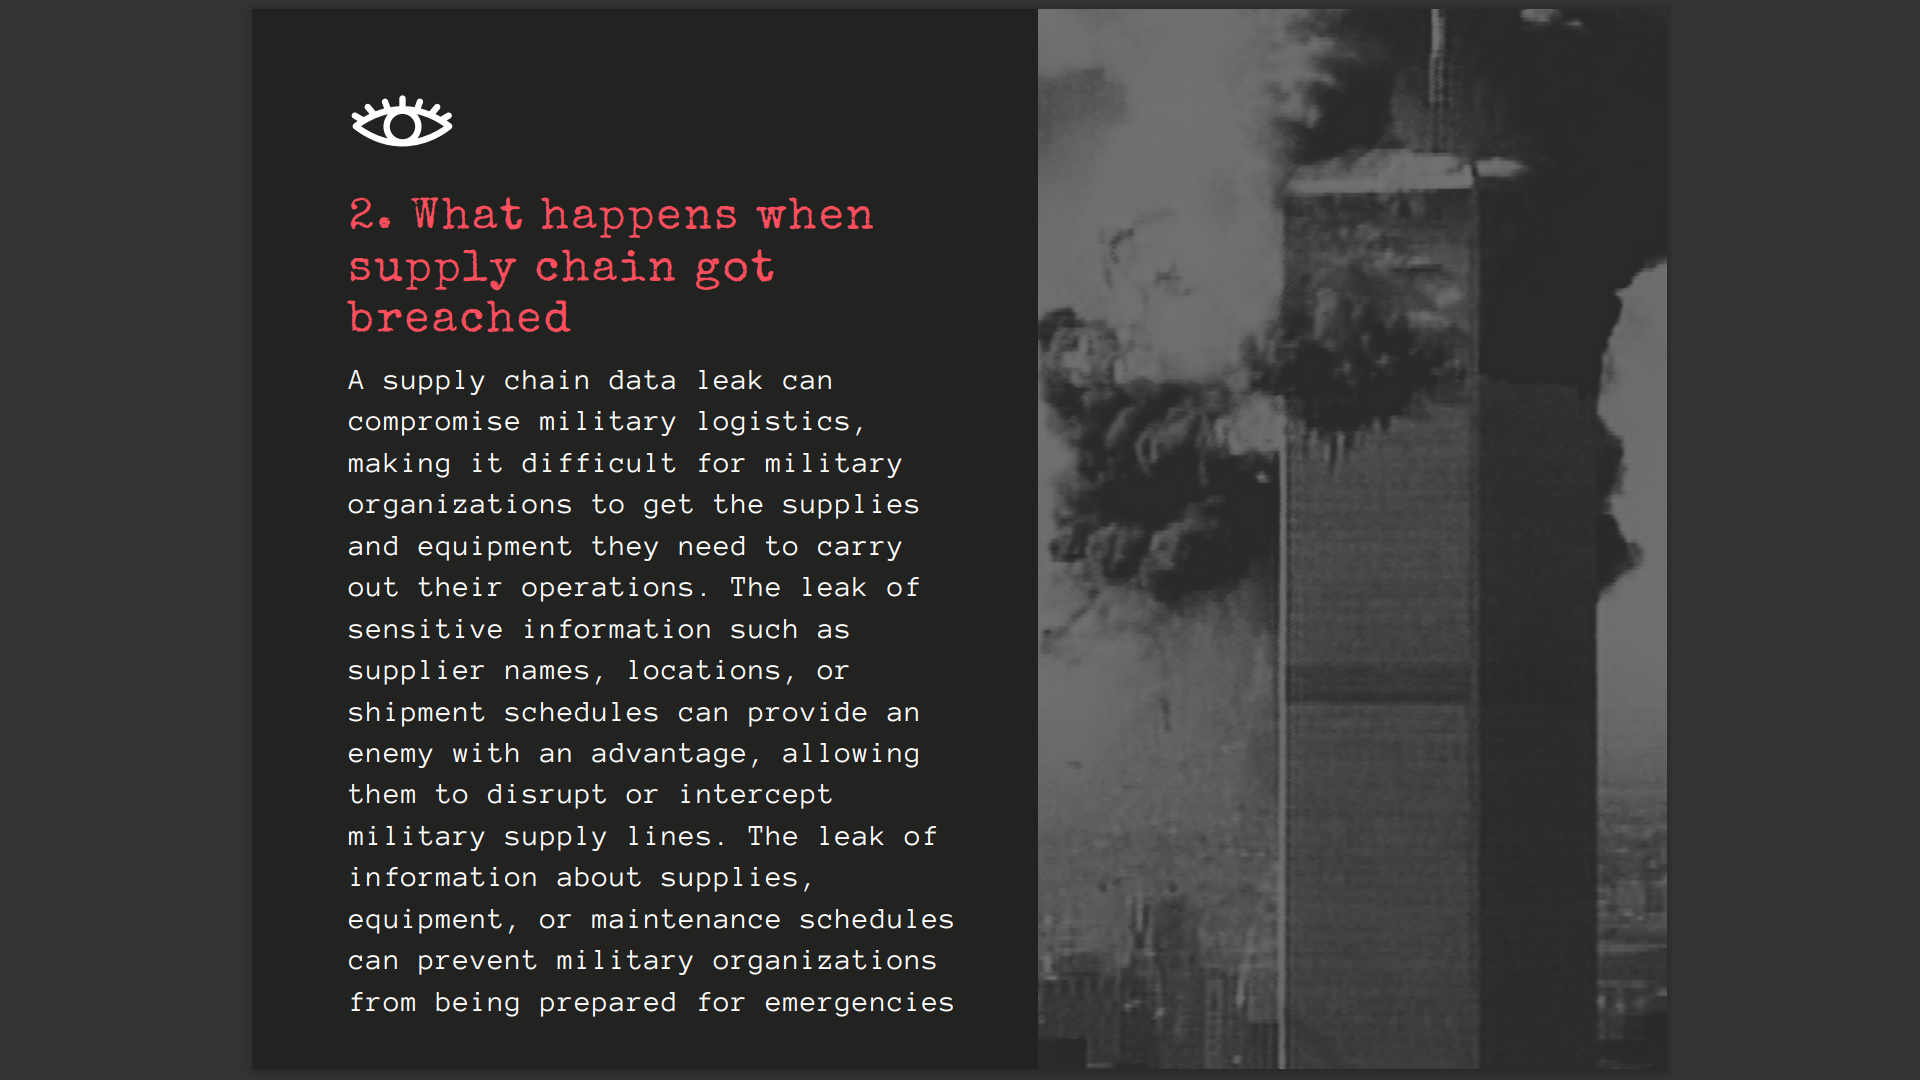 2. What happens when
supply chain got
breached
A supply chain data leak can
compromise military logistics,
making it difficult for military
organizations to get the supplies
and equipment they need to carry
out their operations. The leak of
sensitive information such as
supplier names, locations, or
shipment schedules can provide an
enemy with an advantage, allowing
them to disrupt or intercept
military supply lines. The leak of
information about supplies,
equipment, or maintenance schedules
can prevent military organizations
from being prepared for emergencies